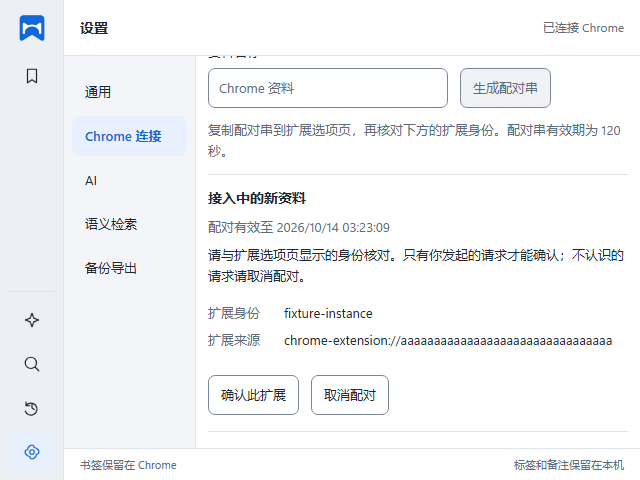 设置
已连接 Chrome
通用
Chrome 连接
AI
语义检索
备份导出
Chrome 资料
生成配对串
复制配对串到扩展选项页，再核对下方的扩展身份。配对串有效期为 120
秒。
接入中的新资料
配对有效至 2026/10/14 03:23:09
请与扩展选项页显示的身份核对。只有你发起的请求才能确认；不认识的
请求请取消配对。
扩展身份 fixture-instance
扩展来源 chrome-extension://aaaaaaaaaaaaaaaaaaaaaaaaaaaaaaaa
确认此扩展
取消配对
书签保留在 Chrome
标签和备注保留在本机